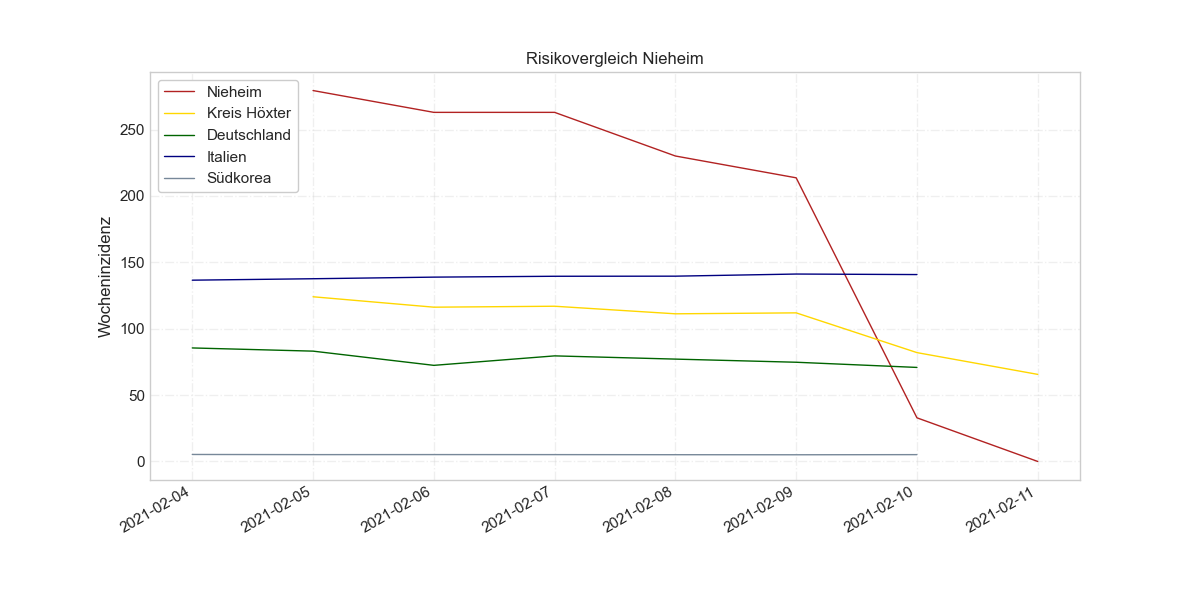 Risikovergleich Nieheim
Nieheim
Kreis Höxter
Deutschland
Italien
Südkorea
Wocheninzidenz
250
200
150
100
50
0
2021-02-04
2021-02-05
2021-02-06
2021-02-07
2021-02-08
2021-02-09
2021-02-10
2021-02-11